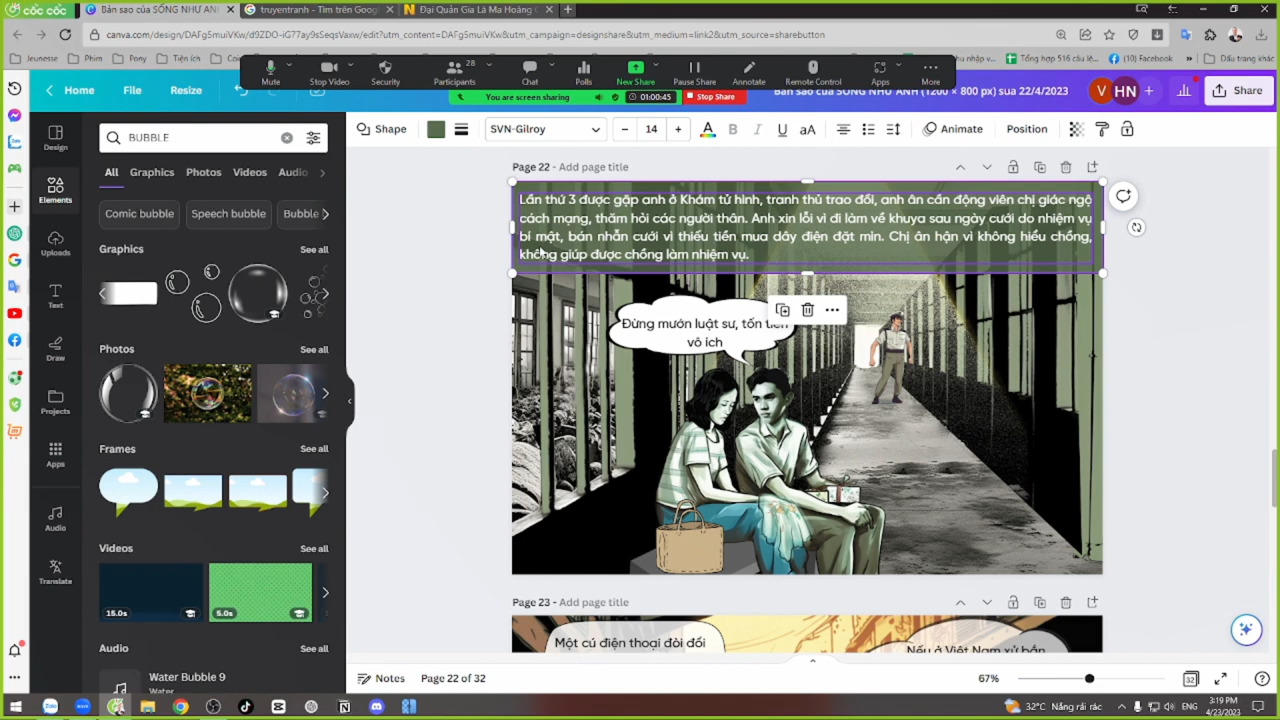 cốc cốc
Bản sao của SỐNG NHƯ ANH
truyentranh - Tìm trên Google
Đại Quản Gia Là Ma Hoàng
canva.com/design/DAFg5muiVKw/d9ZDO-iG77ay9sSeqsVaxw/edit?utm_content=DAFg5muiVKw&utm_campaign=designshare&utm_medium=link2&utm_source=sharebutton
Jeunesse
Phim
Pony
Tiện ích
Tổng hợp 516 câu lệ...
(10) Facebook
Dấu trang khác
Mute
Stop Video
Security
Participants
28
Chat
Polls
New Share
Pause Share
Annotate
Remote Control
Apps
More
You are screen sharing
01:00:45
Stop Share
Home
File
Resize
Bản sao của SỐNG NHƯ ANH (1200 × 800 px) sua 22/4/2023
V
HN
Share
BUBBLE
Shape
SVN-Gilroy
14
A
B
I
U
aA
Animate
Position
Design
Elements
Uploads
Text
Draw
Projects
Apps
Audio
Translate
All
Graphics
Photos
Videos
Audio
Comic bubble
Speech bubble
Bubble
Graphics
See all
Photos
See all
Frames
See all
Videos
See all
15.0s
5.0s
Audio
See all
Water Bubble 9
Water
Page 22 - Add page title
Lần thứ 3 được gặp anh ở Khám tử hình, tranh thủ trao đổi, anh ân cần động viên chị giác ngộ
cách mạng, thăm hỏi các người thân. Anh xin lỗi vì đi làm về khuya sau ngày cưới do nhiệm vụ
bí mật, bán nhẫn cưới vì thiếu tiền mua dây điện đặt mìn. Chị ân hận vì không hiểu chồng,
không giúp được chồng làm nhiệm vụ.
Đừng mướn luật sư, tốn tiền
vô ích
Page 23 - Add page title
Một cú điện thoại đòi đổi
Nếu ở Việt Nam xử bắn
Notes
Page 22 of 32
67%
32
32°C Nắng rải rác
ENG
3:19 PM
4/23/2023